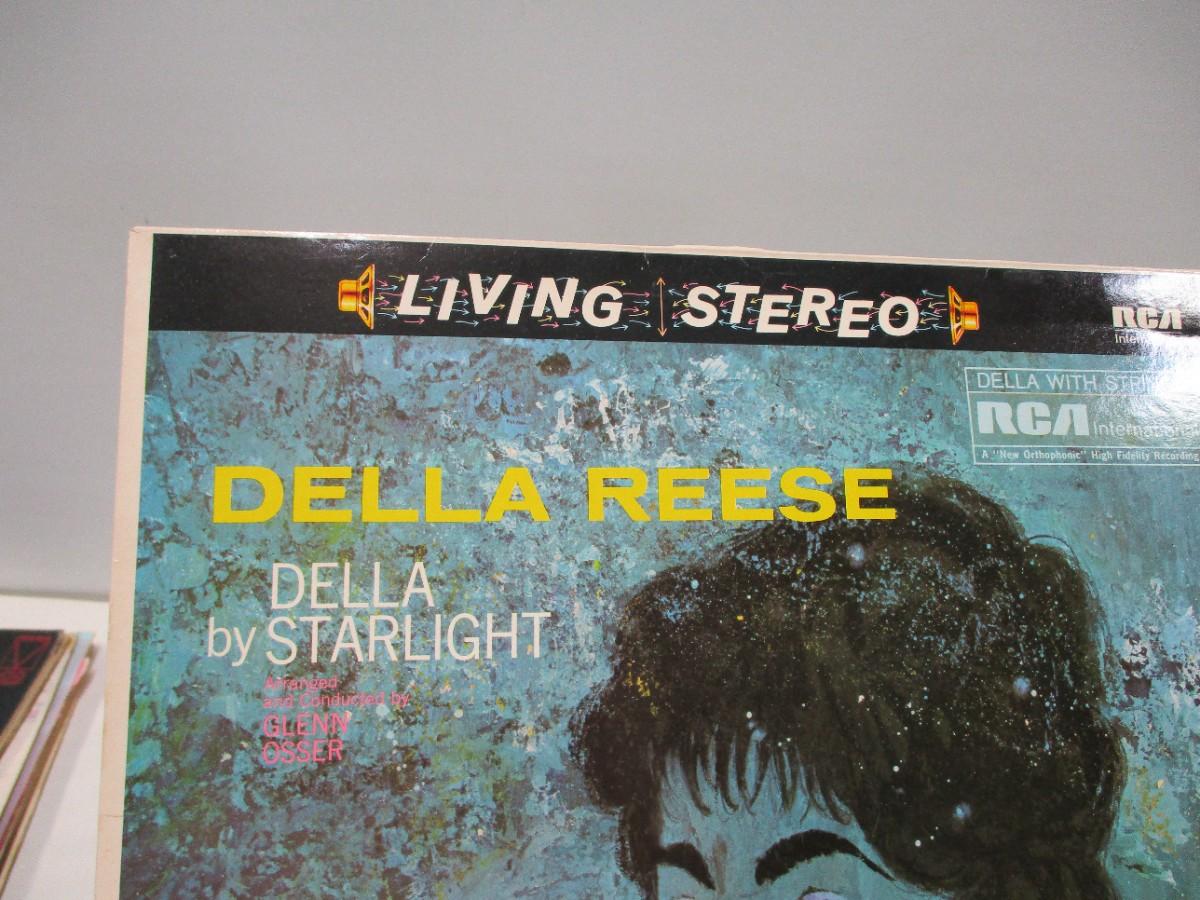 LIVING STEREO
RCA
DELLA WITH
RCA International
A "New Orthophonic" High Fidelity Recording
DELLA REESE
DELLA
by STARLIGHT
Arranged
and Conducted by
GLENN
OSSER